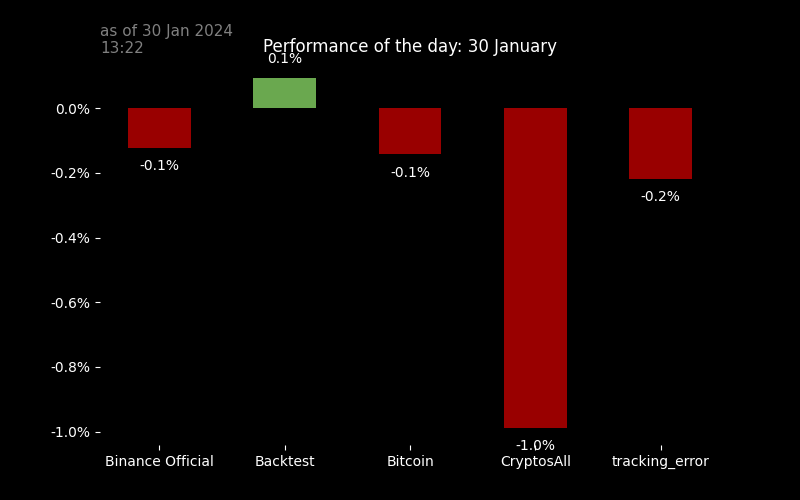 as of 30 Jan 2024
13:22
Performance of the day: 30 January
0.1%
0.0%
-0.1%
-0.1%
-0.2%
-0.2%
-0.4%
-0.6%
-0.8%
-1.0%
-1.0%
Binance Official
Backtest
Bitcoin
CryptosAll
tracking_error